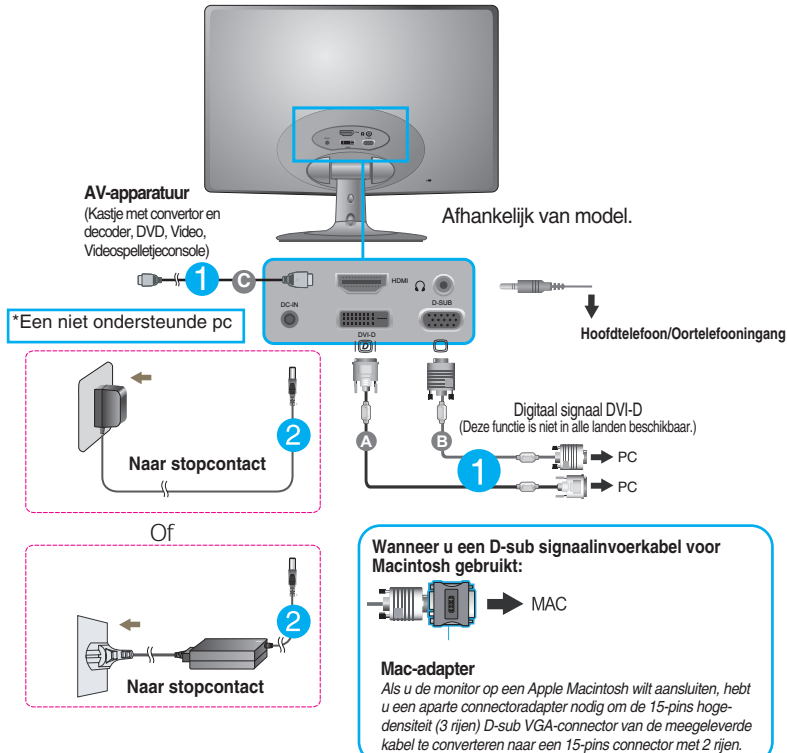 AV-apparatuur
(Kastje met convertor en
decoder, DVD, Video,
Videospelletjeconsole)
Afhankelijk van model.
1
C
HDMI
DC-IN
D-SUB
DVI-D
*Een niet ondersteunde pc
Hoofdtelefoon/Oortelefooningang
2
Naar stopcontact
Digitaal signaal DVI-D
(Deze functie is niet in alle landen beschikbaar.)
A
B
1
PC
PC
Of
2
Naar stopcontact
Wanneer u een D-sub signaalinvoerkabel voor
Macintosh gebruikt:
MAC
Mac-adapter
Als u de monitor op een Apple Macintosh wilt aansluiten, hebt
u een aparte connectoradapter nodig om de 15-pins hoge-
densiteit (3 rijen) D-sub VGA-connector van de meegeleverde
kabel te converteren naar een 15-pins connector met 2 rijen.